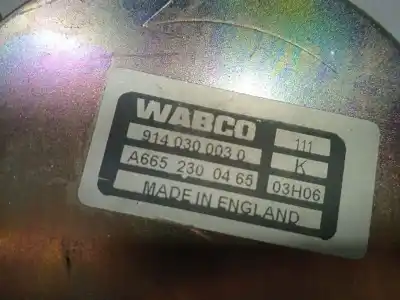 WABCO 111
914 030 003 0 K
A665 230 04 65 03H06
MADE IN ENGLAND